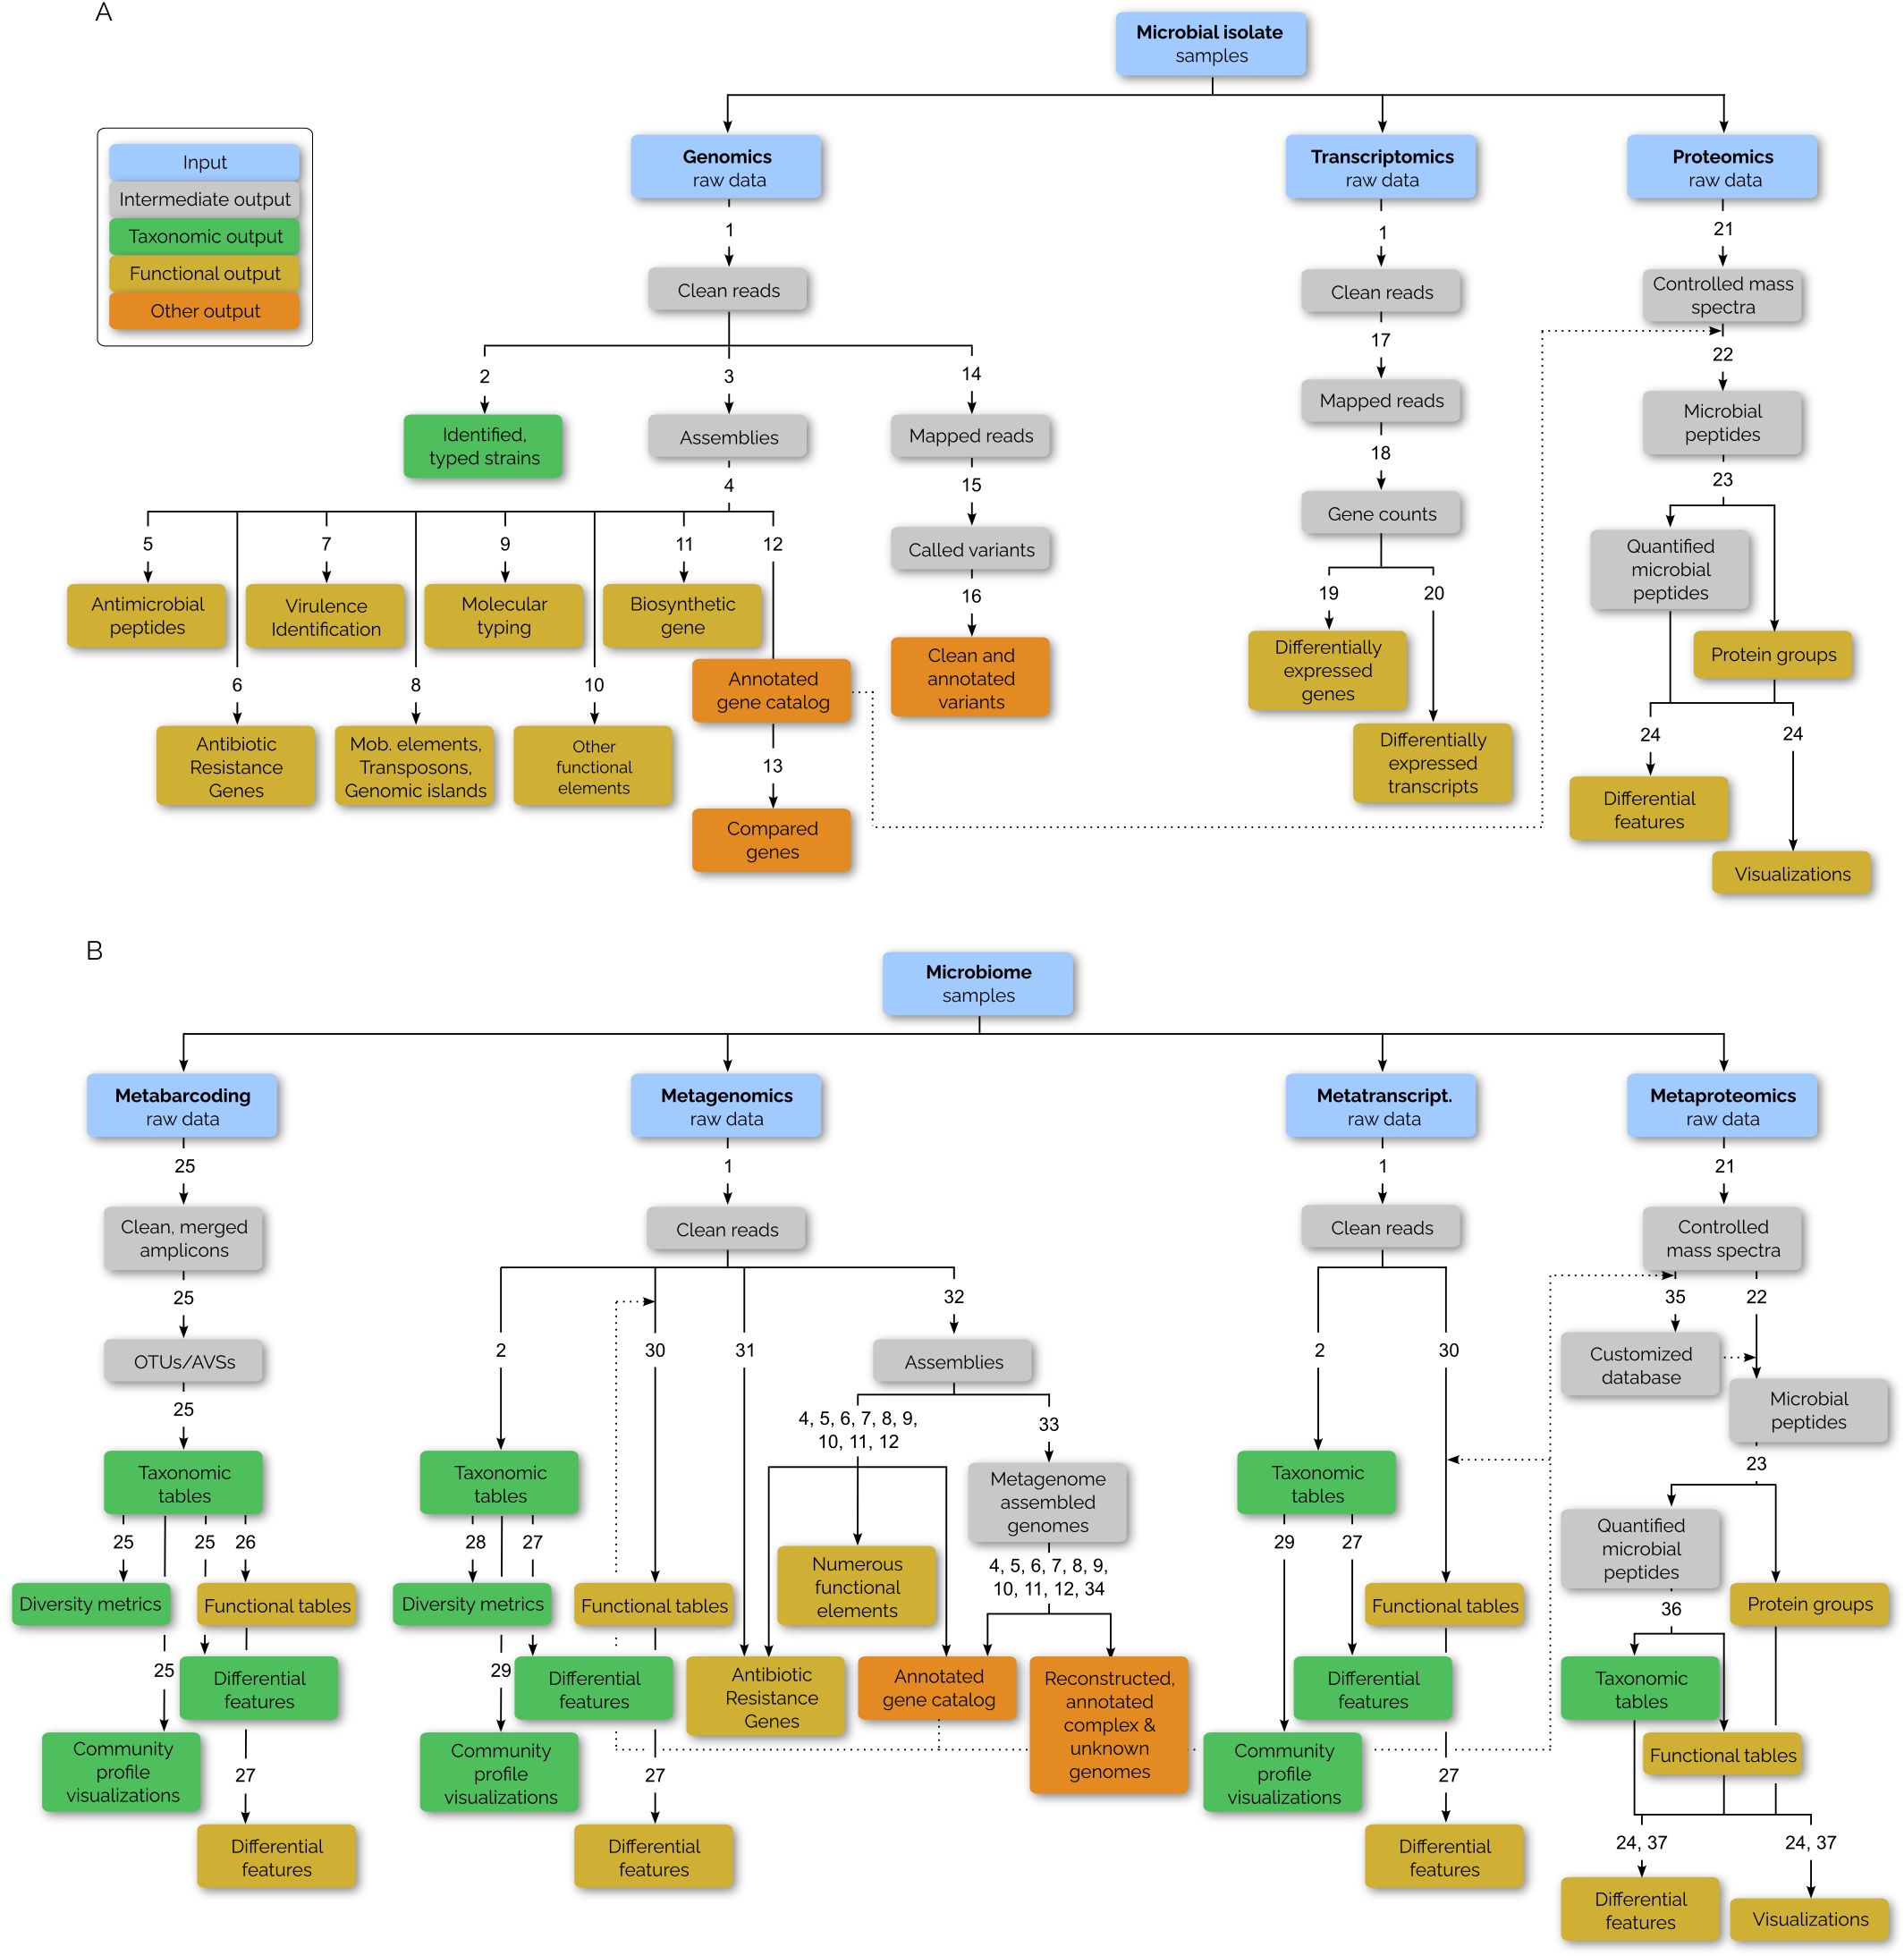 A
Microbial isolate
samples
Input
Intermediate output
Taxonomic output
Functional output
Other output
Genomics
raw data
Transcriptomics
raw data
Proteomics
raw data
1
1
21
Clean reads
Clean reads
Controlled mass
spectra
2
3
14
17
22
Identified,
typed strains
Assemblies
Mapped reads
Mapped reads
Microbial
peptides
4
15
18
23
5
7
9
11
12
Called variants
Gene counts
Quantified
microbial
peptides
Antimicrobial
peptides
Virulence
Identification
Molecular
typing
Biosynthetic
gene
16
19
20
Protein groups
6
8
10
Annotated
gene catalog
Clean and
annotated
variants
Differentially
expressed
genes
24
24
Antibiotic
Resistance
Genes
Mob. elements,
Transposons,
Genomic islands
Other
functional
elements
13
Differentially
expressed
transcripts
Differential
features
Compared
genes
Visualizations
B
Microbiome
samples
Metabarcoding
raw data
Metagenomics
raw data
Metatranscript.
raw data
Metaproteomics
raw data
25
1
1
21
Clean, merged
amplicons
Clean reads
Clean reads
Controlled
mass spectra
25
32
35
22
OTUs/AVSs
2
30
31
Assemblies
2
30
Customized
database
25
4, 5, 6, 7, 8, 9,
10, 11, 12
33
Microbial
peptides
Taxonomic
tables
Taxonomic
tables
Metagenome
assembled
genomes
Taxonomic
tables
23
25
25
26
28
27
29
27
Quantified
microbial
peptides
Numerous
functional
elements
4, 5, 6, 7, 8, 9,
10, 11, 12, 34
Diversity metrics
Functional tables
Diversity metrics
Functional tables
Functional tables
36
Protein groups
25
Differential
features
29
Differential
features
Antibiotic
Resistance
Genes
Annotated
gene catalog
Reconstructed,
annotated
complex &
unknown
genomes
Differential
features
Taxonomic
tables
Community
profile
visualizations
Community
profile
visualizations
Community
profile
visualizations
Functional tables
27
27
27
Differential
features
Differential
features
Differential
features
24, 37
24, 37
Differential
features
Visualizations